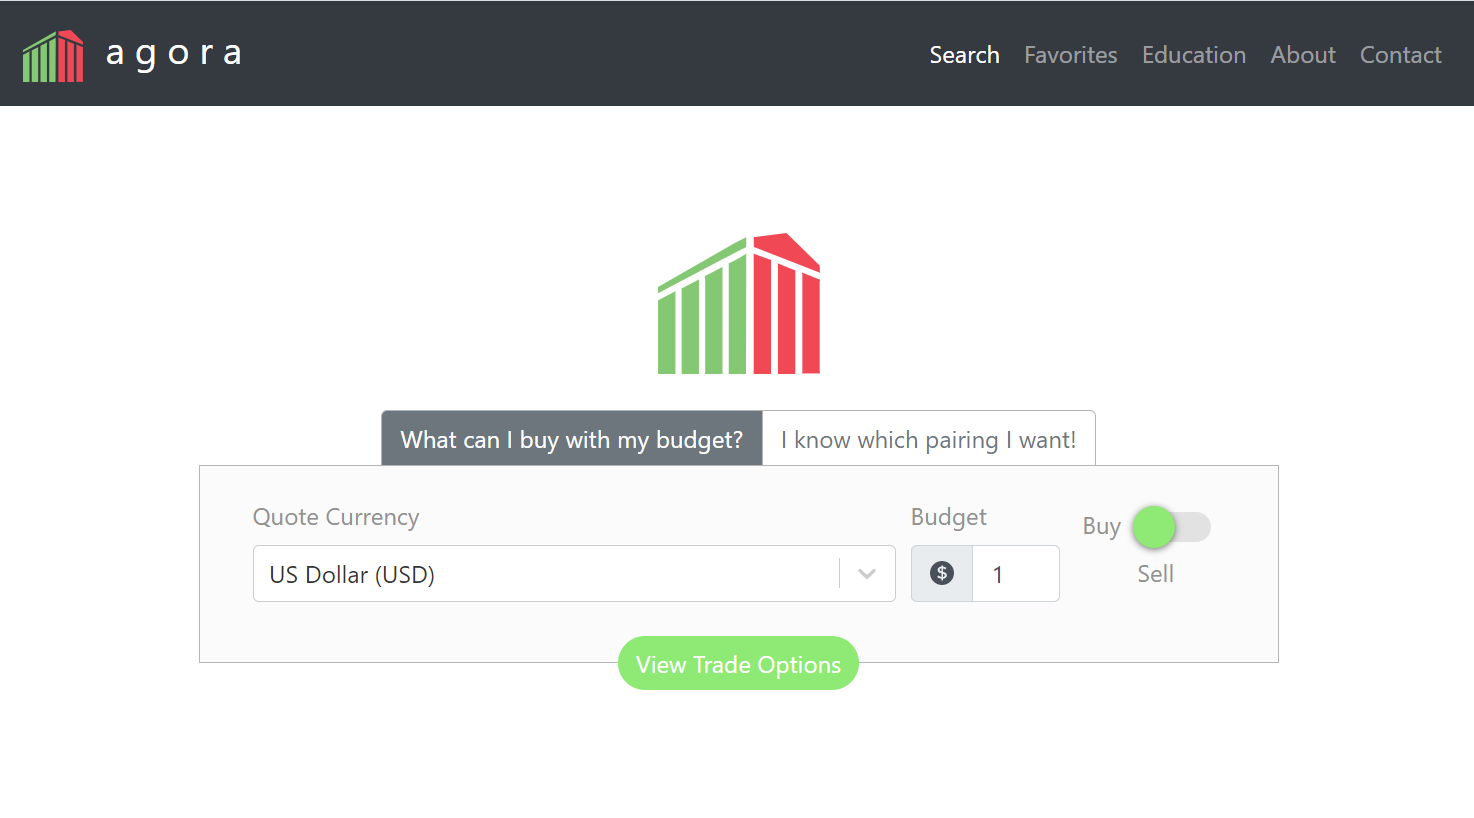 agora
Search Favorites Education About Contact
What can I buy with my budget? I know which pairing I want!
Quote Currency Budget
Buy
US Dollar (USD) $ 1
Sell
View Trade Options